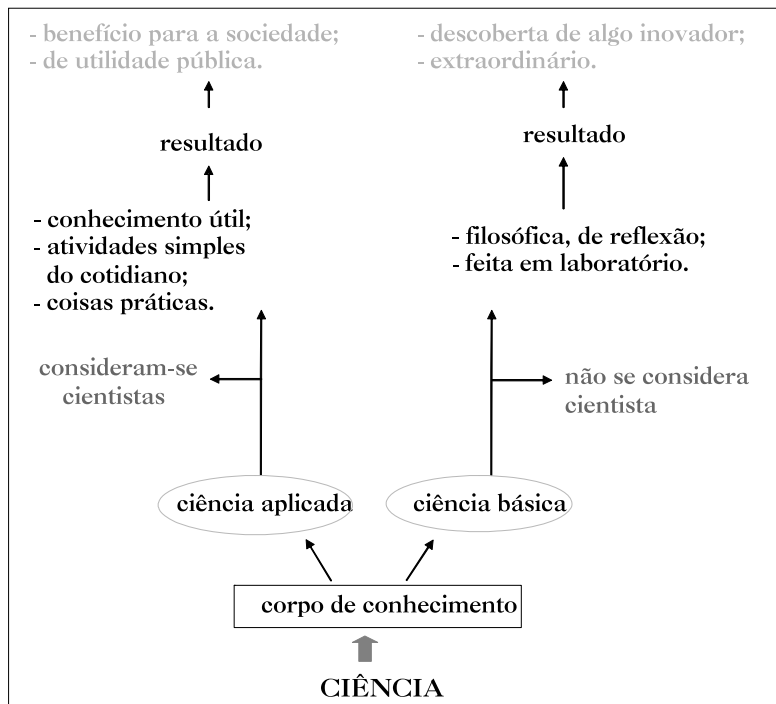 - benefício para a sociedade;
- de utilidade pública.
- descoberta de algo inovador;
- extraordinário.
resultado
resultado
- conhecimento útil;
- atividades simples
do cotidiano;
- coisas práticas.
- filosófica, de reflexão;
- feita em laboratório.
consideram-se
cientistas
não se considera
cientista
ciência aplicada
ciência básica
corpo de conhecimento
CIÊNCIA